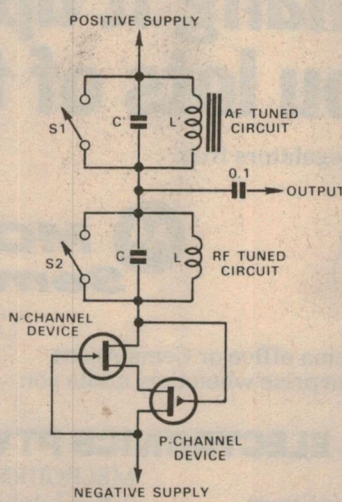 POSITIVE SUPPLY
S1
C'
L'
AF TUNED
CIRCUIT
0.1
OUTPUT
S2
C
L
RF TUNED
CIRCUIT
N-CHANNEL
DEVICE
P-CHANNEL
DEVICE
NEGATIVE SUPPLY